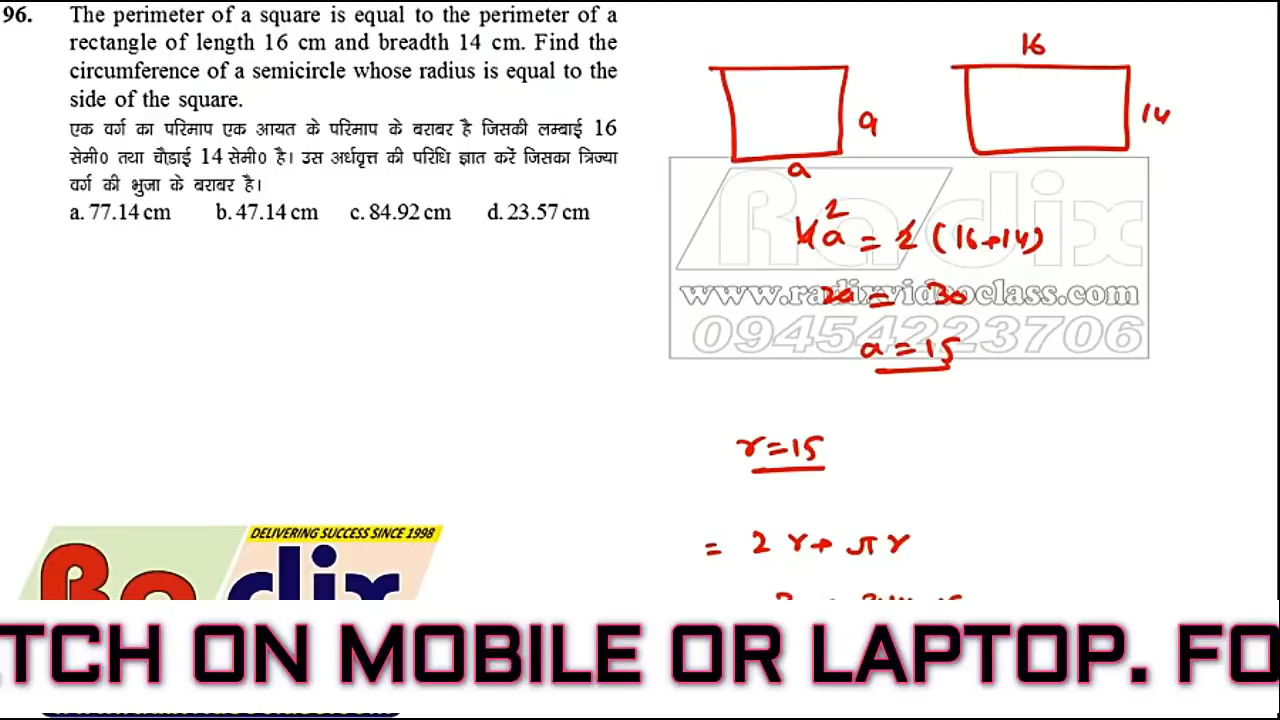 96. The perimeter of a square is equal to the perimeter of a
rectangle of length 16 cm and breadth 14 cm. Find the
circumference of a semicircle whose radius is equal to the
side of the square.
एक वर्ग का परिमाप एक आयत के परिमाप के बराबर है जिसकी लम्बाई 16
सेमी० तथा चौड़ाई 14 सेमी० है। उस अर्धवृत्त की परिधि ज्ञात करें जिसका त्रिज्या
वर्ग की भुजा के बराबर है।
a. 77.14 cm b. 47.14 cm c. 84.92 cm d. 23.57 cm
16
a
14
a
Radix
2
4a = 2 (16+14)
www.radixvideoclass.com
2a = 30
09454223706
a = 15
r = 15
= 2r + πr
DELIVERING SUCCESS SINCE 1998
Radix
TCH ON MOBILE OR LAPTOP. FO